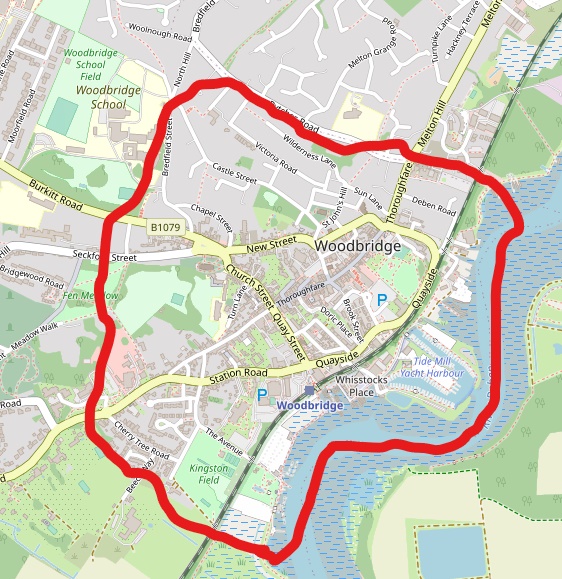 Woolnough Road
Bredfield
Melton
Road
Melton Grange R
Turnpike Lane
Hackney Terrace
North Hill
Woodbridge
School
Field
Woodbridge
School
Moorfield Road
Road
Melton Hill
Bredfield Street
Wilderness Lane
Victoria Road
Castle Street
Sun Lane
St John's Hill
Thoroughfare
Deben Road
Burkitt Road
Chapel Street
B1079
New Street
Woodbridge
Seckford Street
Hill
Bridgewood Road
Fen Meadow
Church Street
Turn Lane
Thoroughfare
Quayside
P
Brook Street
Doric Place
Quay Street
Meadow Walk
Quayside
Tide Mill
Yacht Harbour
Station Road
P
Whisstocks
Place
Woodbridge
Road
Cherry Tree Road
The Avenue
Kingston
Field
Beech Way